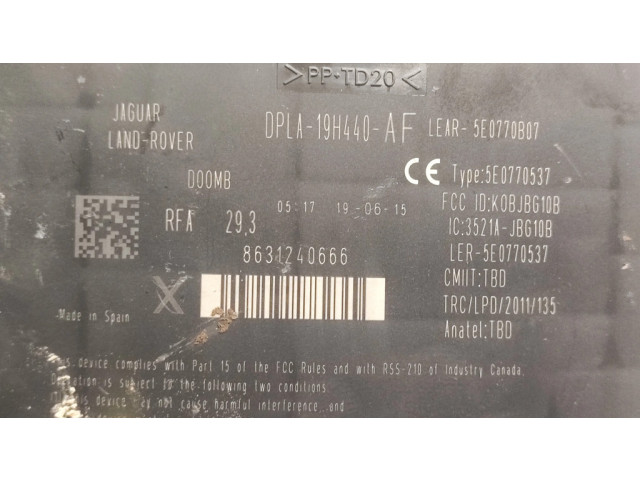 >PP-TD20<
JAGUAR
LAND-ROVER
DPLA-19H440-AF LEAR- 5E0770B07
CE Type:5E0770537
D00MB
FCC ID:KOBJBG10B
RFA 29,3
05:17 19-06-15
IC:3521A-JBG10B
8631240666
LER-5E0770537
CMIIT:TBD
X
TRC/LPD/2011/135
Made in Spain
Anatel:TBD
device complies with Part 15 of the FCC Rules and with RSS-210 of Industry Canada.
Operation is subject to the following two conditions:
this device may not cause harmful interference, and